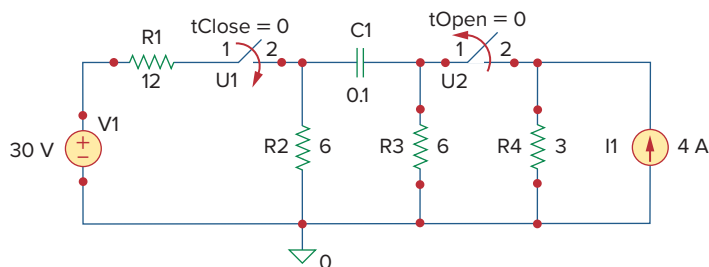 tClose = 0
tOpen = 0
R1
1
2
C1
1
2
12
U1
0.1
U2
V1
+
−
30 V
R2
6
R3
6
R4
3
I1
4 A
0